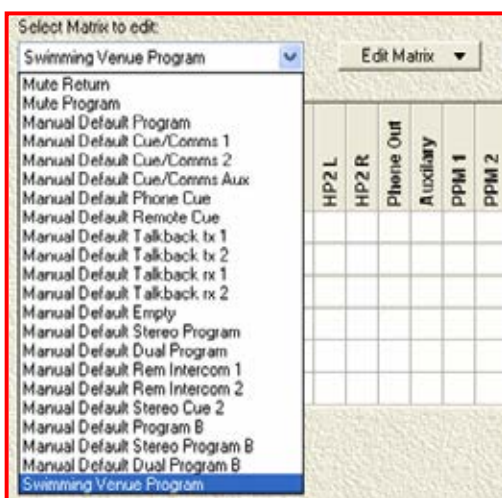 Select Matrix to edit:
Swimming Venue Program
Edit Matrix
Mute Return
Mute Program
Manual Default Program
Manual Default Cue/Comms 1
Manual Default Cue/Comms 2
Manual Default Cue/Comms Aux
Manual Default Phone Cue
Manual Default Remote Cue
Manual Default Talkback tx 1
Manual Default Talkback tx 2
Manual Default Talkback rx 1
Manual Default Talkback rx 2
Manual Default Empty
Manual Default Stereo Program
Manual Default Dual Program
Manual Default Rem Intercom 1
Manual Default Rem Intercom 2
Manual Default Stereo Cue 2
Manual Default Program B
Manual Default Stereo Program B
Manual Default Dual Program B
Swimming Venue Program
HP2 L
HP2 R
Phone Out
Auxilary
PPM 1
PPM 2